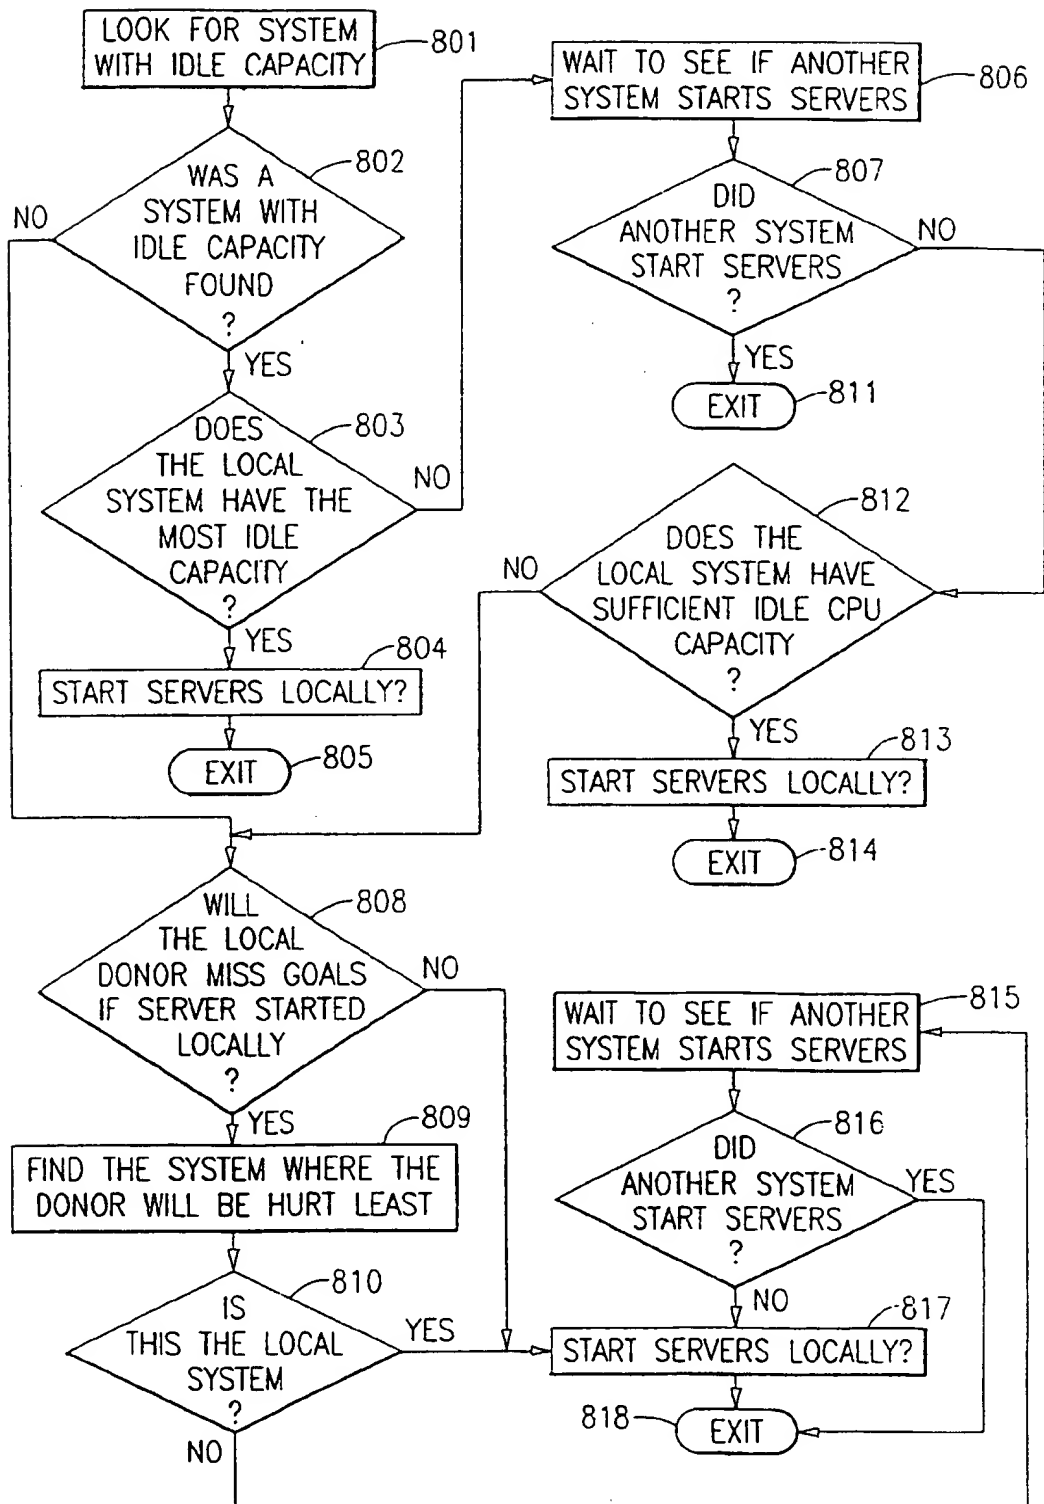 LOOK FOR SYSTEM
WITH IDLE CAPACITY
801
WAS A
SYSTEM WITH
IDLE CAPACITY
FOUND
?
802
NO
YES
DOES
THE LOCAL
SYSTEM HAVE THE
MOST IDLE
CAPACITY
?
803
NO
YES
804
START SERVERS LOCALLY?
EXIT
805
WAIT TO SEE IF ANOTHER
SYSTEM STARTS SERVERS
806
807
DID
ANOTHER SYSTEM
START SERVERS
?
NO
YES
EXIT
811
812
DOES THE
LOCAL SYSTEM HAVE
SUFFICIENT IDLE CPU
CAPACITY
?
NO
YES
813
START SERVERS LOCALLY?
EXIT
814
WILL
THE LOCAL
DONOR MISS GOALS
IF SERVER STARTED
LOCALLY
?
808
NO
YES
809
FIND THE SYSTEM WHERE THE
DONOR WILL BE HURT LEAST
810
IS
THIS THE LOCAL
SYSTEM
?
YES
NO
815
WAIT TO SEE IF ANOTHER
SYSTEM STARTS SERVERS
816
DID
ANOTHER SYSTEM
START SERVERS
?
YES
NO
817
START SERVERS LOCALLY?
818
EXIT